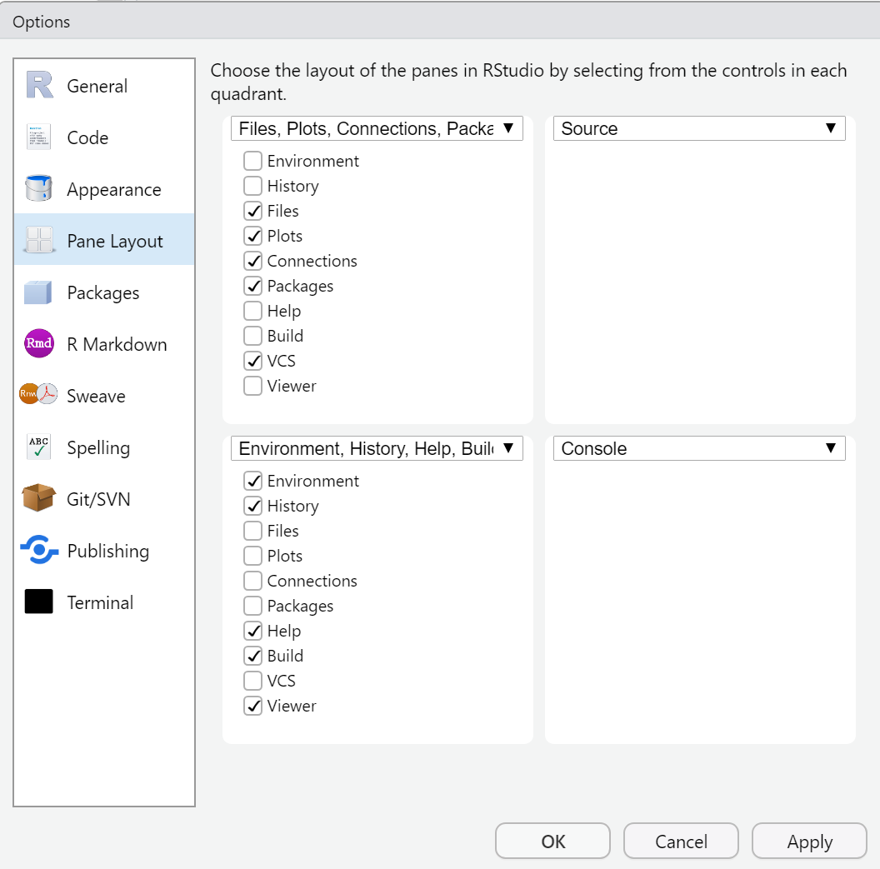 Options
General
Code
Appearance
Pane Layout
Packages
Rmd R Markdown
Rnw Sweave
ABC Spelling
Git/SVN
Publishing
Terminal
Choose the layout of the panes in RStudio by selecting from the controls in each
quadrant.
Files, Plots, Connections, Packa
Environment
History
Files
Plots
Connections
Packages
Help
Build
VCS
Viewer
Source
Environment, History, Help, Buil
Environment
History
Files
Plots
Connections
Packages
Help
Build
VCS
Viewer
Console
OK
Cancel
Apply